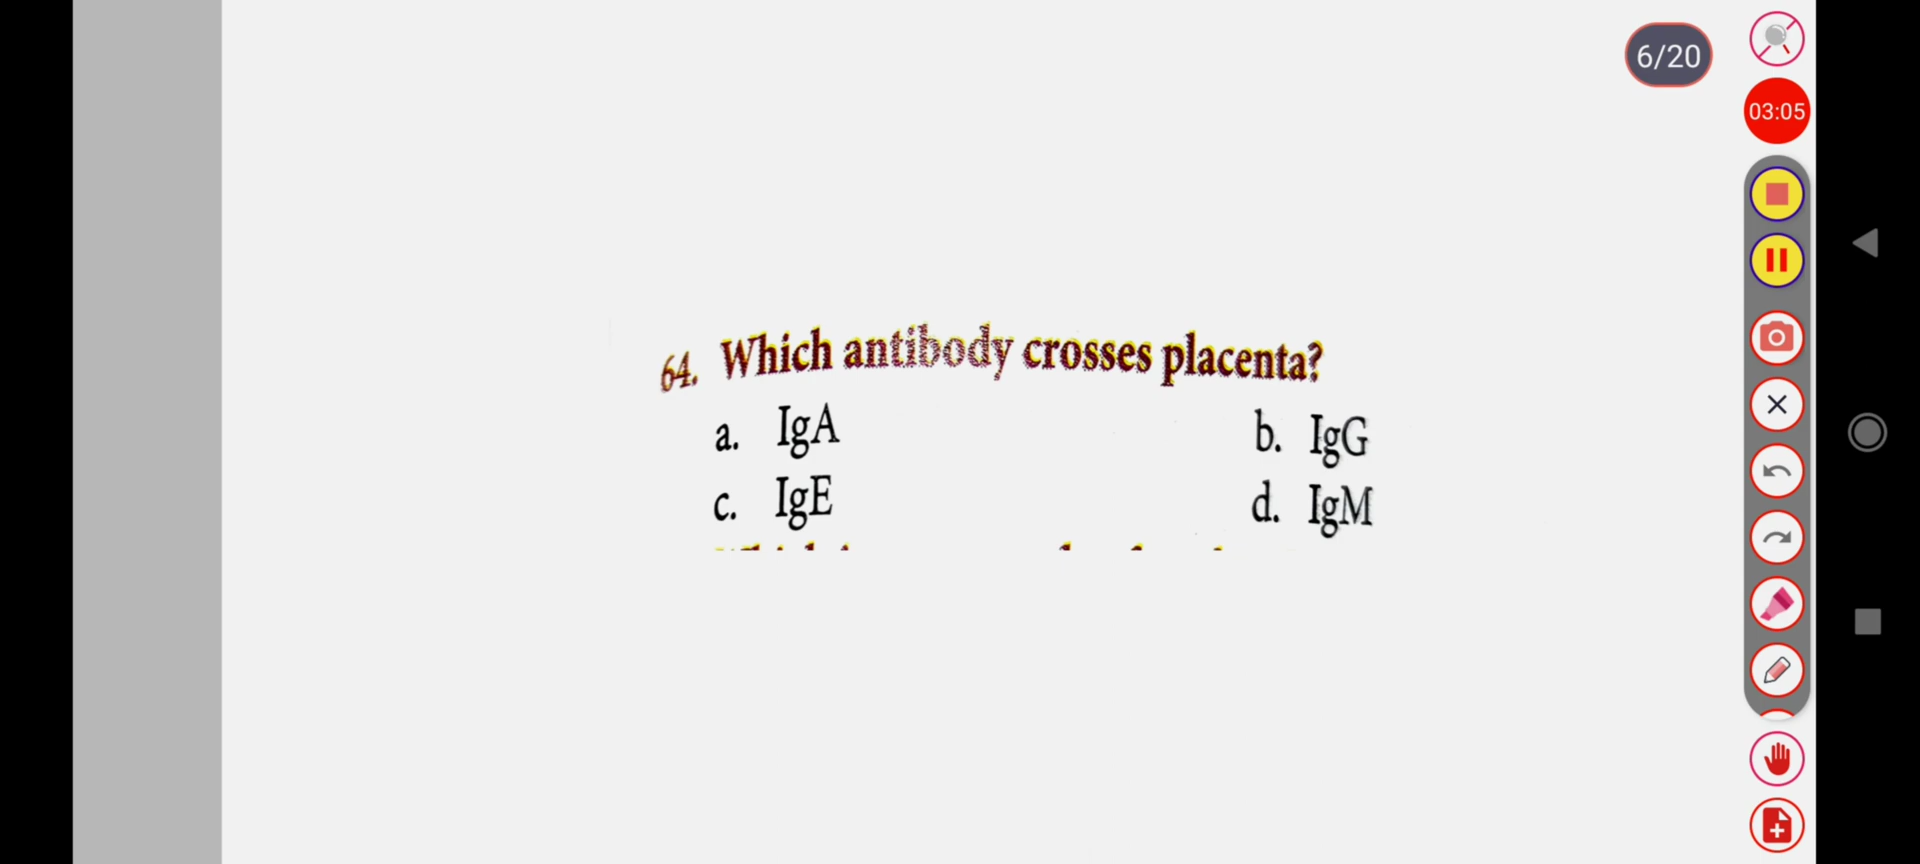 6/20
03:05
64. Which antibody crosses placenta?
a. IgA b. IgG
c. IgE d. IgM